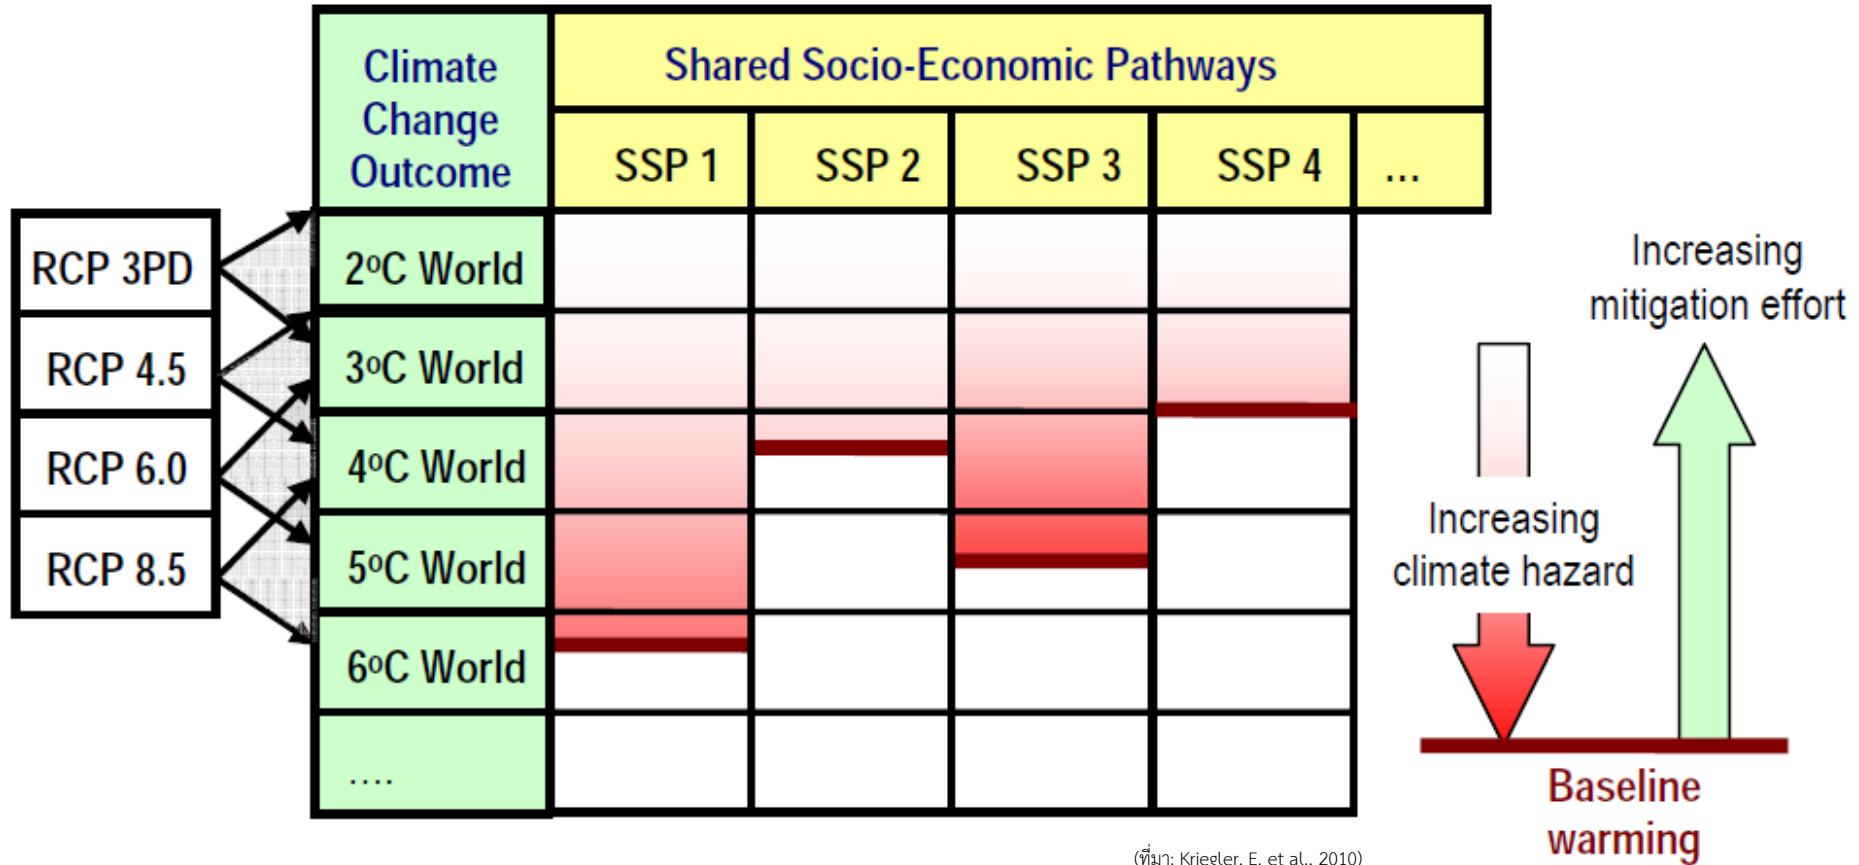 Climate
Change
Outcome
Shared Socio-Economic Pathways
SSP 1
SSP 2
SSP 3
SSP 4
...
RCP 3PD
RCP 4.5
RCP 6.0
RCP 8.5
2ºC World
3ºC World
4ºC World
5ºC World
6ºC World
....
Increasing
mitigation effort
Increasing
climate hazard
Baseline
warming
(ที่มา: Kriegler, E. et al., 2010)